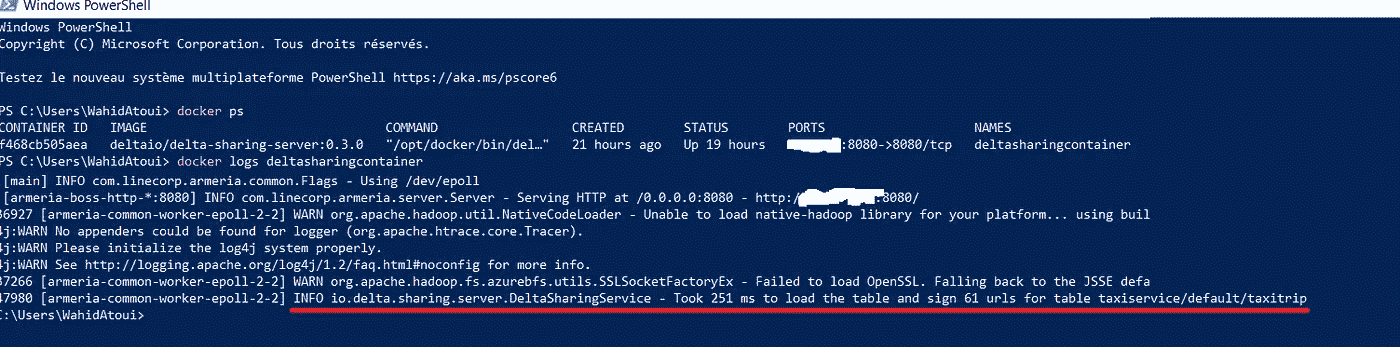 Windows PowerShell
Windows PowerShell
Copyright (C) Microsoft Corporation. Tous droits réservés.
Testez le nouveau système multiplateforme PowerShell https://aka.ms/pscore6
PS C:\Users\WahidAtoui> docker ps
CONTAINER ID IMAGE COMMAND CREATED STATUS PORTS NAMES
f468cb505aea deltaio/delta-sharing-server:0.3.0 "/opt/docker/bin/del…" 21 hours ago Up 19 hours :8080->8080/tcp deltasharingcontainer
PS C:\Users\WahidAtoui> docker logs deltasharingcontainer
[main] INFO com.linecorp.armeria.common.Flags - Using /dev/epoll
[armeria-boss-http-*:8080] INFO com.linecorp.armeria.server.Server - Serving HTTP at /0.0.0.0:8080 - http:/ :8080/
36927 [armeria-common-worker-epoll-2-2] WARN org.apache.hadoop.util.NativeCodeLoader - Unable to load native-hadoop library for your platform... using buil
4j:WARN No appenders could be found for logger (org.apache.htrace.core.Tracer).
4j:WARN Please initialize the log4j system properly.
4j:WARN See http://logging.apache.org/log4j/1.2/faq.html#noconfig for more info.
37266 [armeria-common-worker-epoll-2-2] WARN org.apache.hadoop.fs.azurebfs.utils.SSLSocketFactoryEx - Failed to load OpenSSL. Falling back to the JSSE defa
47980 [armeria-common-worker-epoll-2-2] INFO io.delta.sharing.server.DeltaSharingService - Took 251 ms to load the table and sign 61 urls for table taxiservice/default/taxitrip
C:\Users\WahidAtoui>